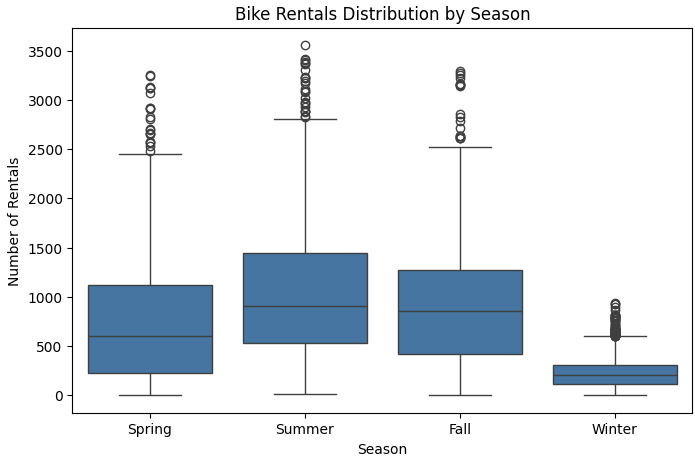 Bike Rentals Distribution by Season
Number of Rentals
3500
3000
2500
2000
1500
1000
500
0
Spring
Summer
Fall
Winter
Season